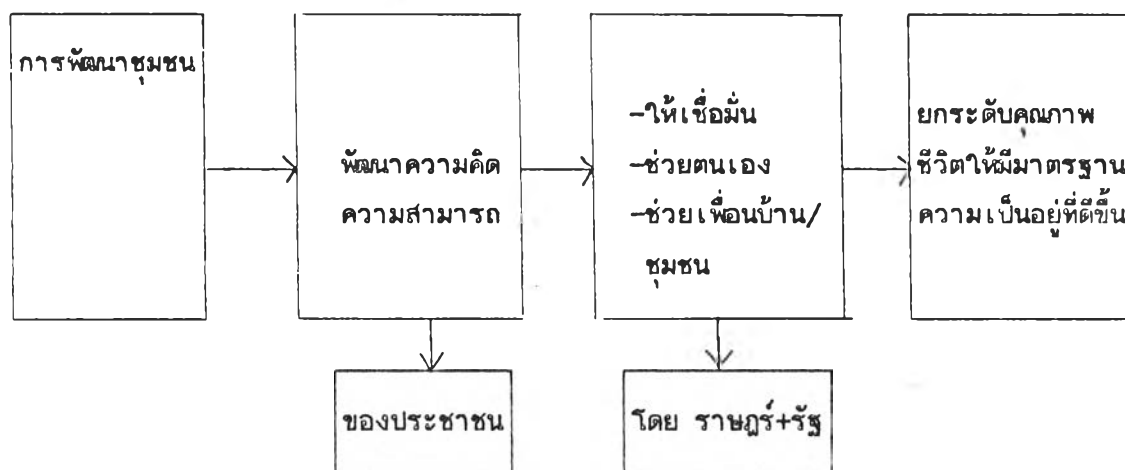 การพัฒนาชุมชน
พัฒนาความคิด
ความสามารถ
-ให้เชื่อมั่น
-ช่วยตนเอง
-ช่วยเพื่อนบ้าน/
ชุมชน
ยกระดับคุณภาพ
ชีวิตให้มีมาตรฐาน
ความเป็นอยู่ที่ดีขึ้น
ของประชาชน
โดย ราษฎร์+รัฐ